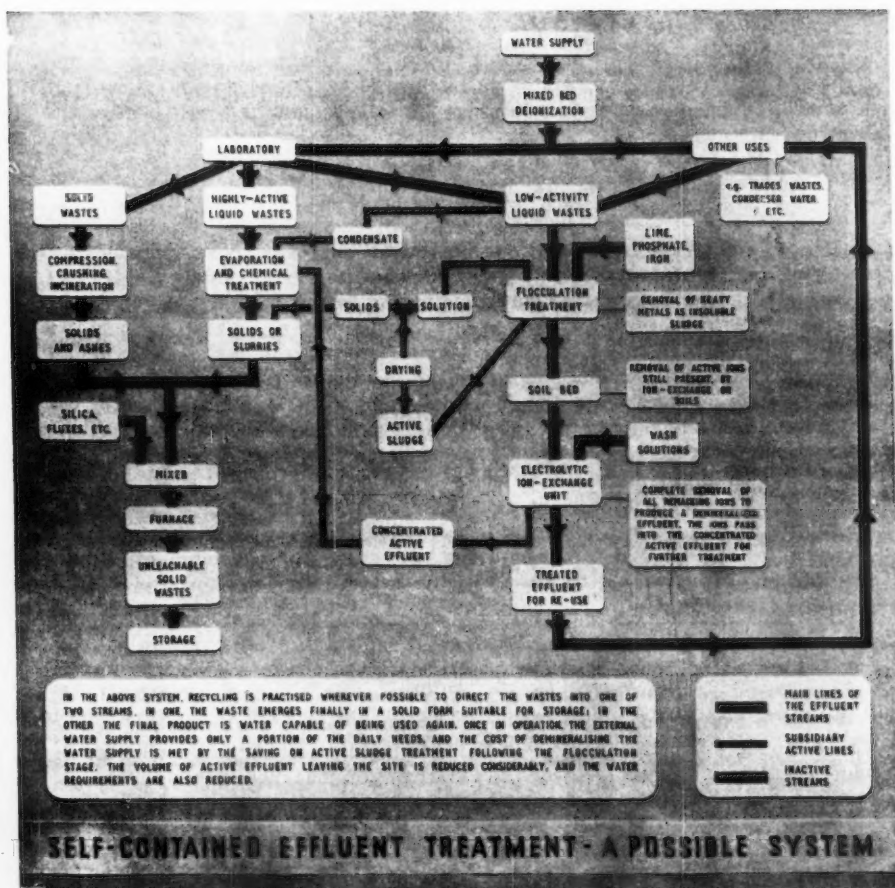 WATER SUPPLY
MIXED BED
DEIONIZATION
LABORATORY
OTHER USES
SOLID
WASTES
HIGHLY-ACTIVE
LIQUID WASTES
LOW-ACTIVITY
LIQUID WASTES
e.g. TRADES WASTES,
CONDENSER WATER,
ETC.
CONDENSATE
LIME,
PHOSPHATE,
IRON
COMPRESSION,
CRUSHING,
INCINERATION
EVAPORATION
AND CHEMICAL
TREATMENT
SOLIDS
SOLUTION
FLOCCULATION
TREATMENT
REMOVAL OF HEAVY
METALS AS INSOLUBLE
SLUDGE
SOLIDS
AND ASHES
SOLIDS OR
SLURRIES
DRYING
SOIL BED
REMOVAL OF ACTIVE IONS
STILL PRESENT, BY
ION-EXCHANGE ON
SOILS
SILICA,
FLUXES, ETC.
ACTIVE
SLUDGE
WASH
SOLUTIONS
MIXER
ELECTROLYTIC
ION-EXCHANGE
UNIT
COMPLETE REMOVAL OF
ALL REMAINING IONS TO
PRODUCE A DEMINERALIZED
EFFLUENT. THE IONS PASS
INTO THE CONCENTRATED
ACTIVE EFFLUENT FOR
FURTHER TREATMENT
FURNACE
CONCENTRATED
ACTIVE
EFFLUENT
UNLEACHABLE
SOLID
WASTES
TREATED
EFFLUENT
FOR RE-USE
STORAGE
IN THE ABOVE SYSTEM, RECYCLING IS PRACTISED WHEREVER POSSIBLE TO DIRECT THE WASTES INTO ONE OF
TWO STREAMS. IN ONE, THE WASTE EMERGES FINALLY IN A SOLID FORM SUITABLE FOR STORAGE; IN THE
OTHER THE FINAL PRODUCT IS WATER CAPABLE OF BEING USED AGAIN. ONCE IN OPERATION, THE EXTERNAL
WATER SUPPLY PROVIDES ONLY A PORTION OF THE DAILY NEEDS, AND THE COST OF DEMINERALISING THE
WATER SUPPLY IS MET BY THE SAVING ON ACTIVE SLUDGE TREATMENT FOLLOWING THE FLOCCULATION
STAGE. THE VOLUME OF ACTIVE EFFLUENT LEAVING THE SITE IS REDUCED CONSIDERABLY, AND THE WATER
REQUIREMENTS ARE ALSO REDUCED.
MAIN LINES OF
THE EFFLUENT
STREAMS
SUBSIDIARY
ACTIVE LINES
INACTIVE
STREAMS
SELF-CONTAINED EFFLUENT TREATMENT - A POSSIBLE SYSTEM